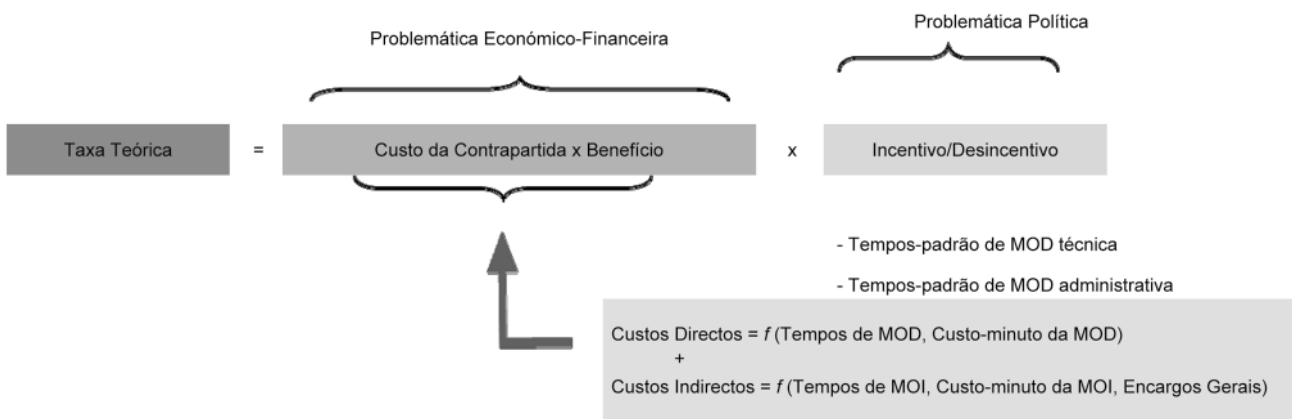 Problemática Política
Problemática Económico-Financeira
Taxa Teórica = Custo da Contrapartida x Benefício x Incentivo/Desincentivo
- Tempos-padrão de MOD técnica
- Tempos-padrão de MOD administrativa
Custos Directos = f (Tempos de MOD, Custo-minuto da MOD)
+
Custos Indirectos = f (Tempos de MOI, Custo-minuto da MOI, Encargos Gerais)